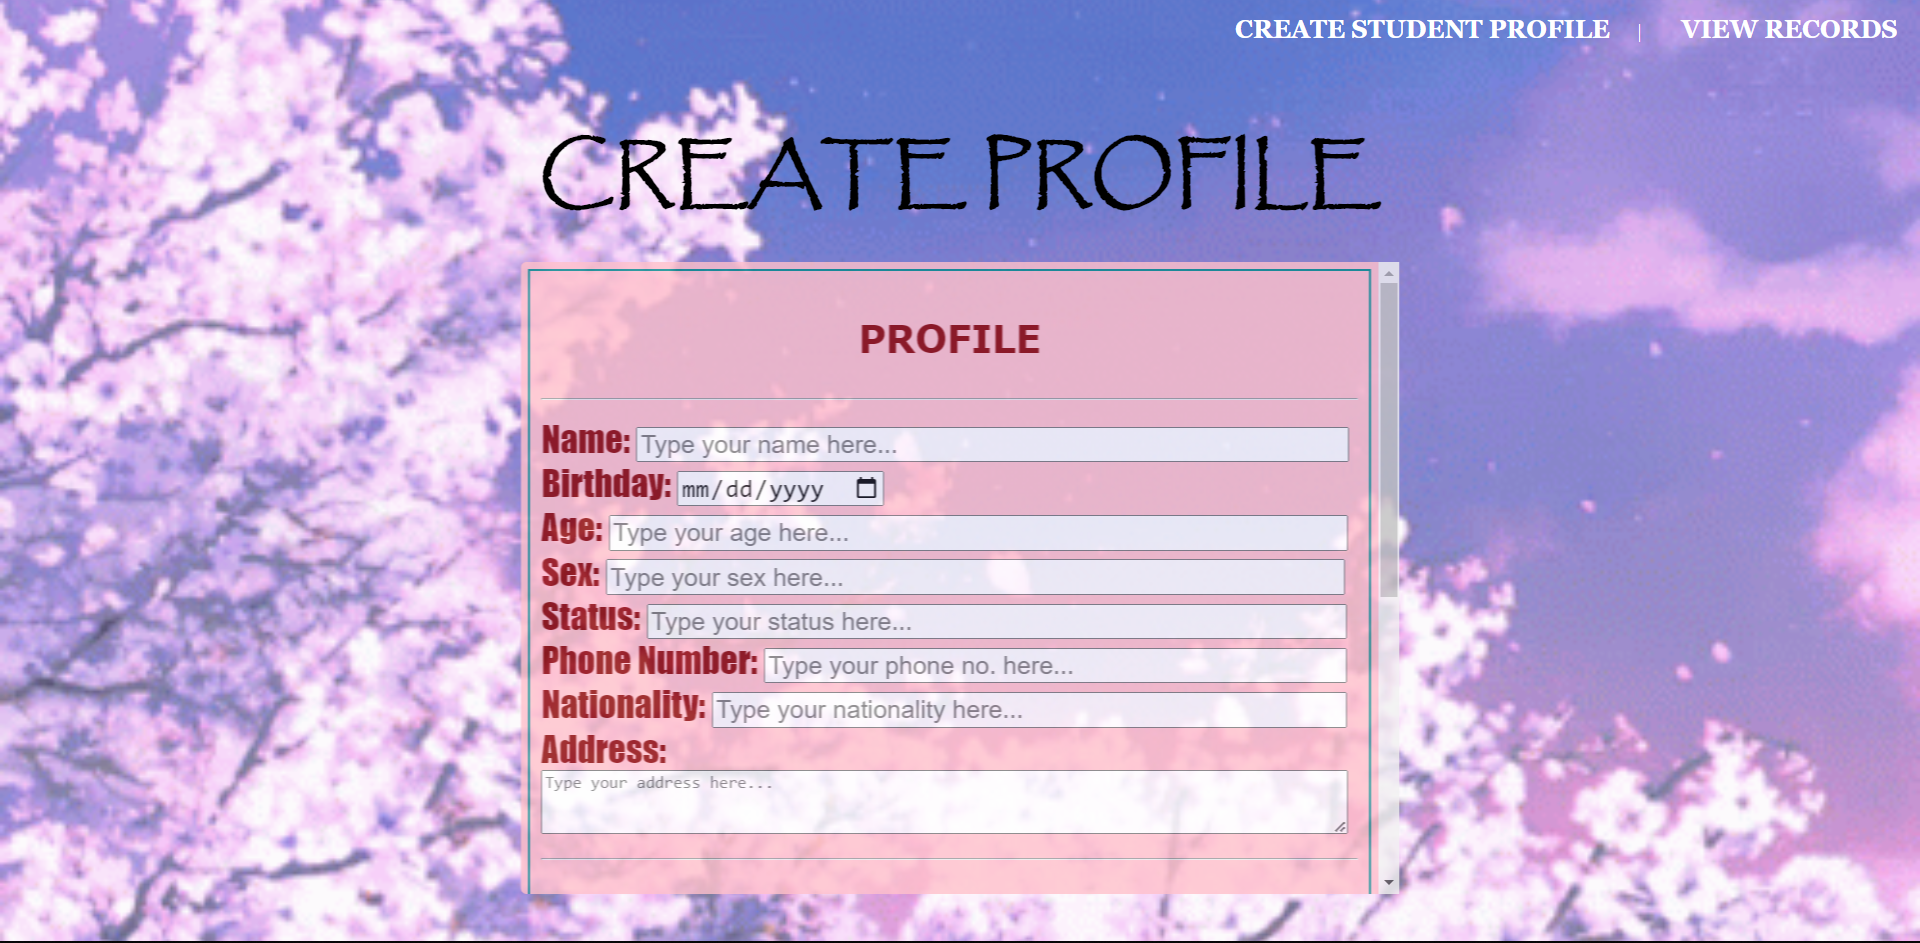 CREATE STUDENT PROFILE | VIEW RECORDS
CREATE PROFILE
PROFILE
Name: Type your name here...
Birthday: mm/dd/yyyy
Age: Type your age here...
Sex: Type your sex here...
Status: Type your status here...
Phone Number: Type your phone no. here...
Nationality: Type your nationality here...
Address:
Type your address here...